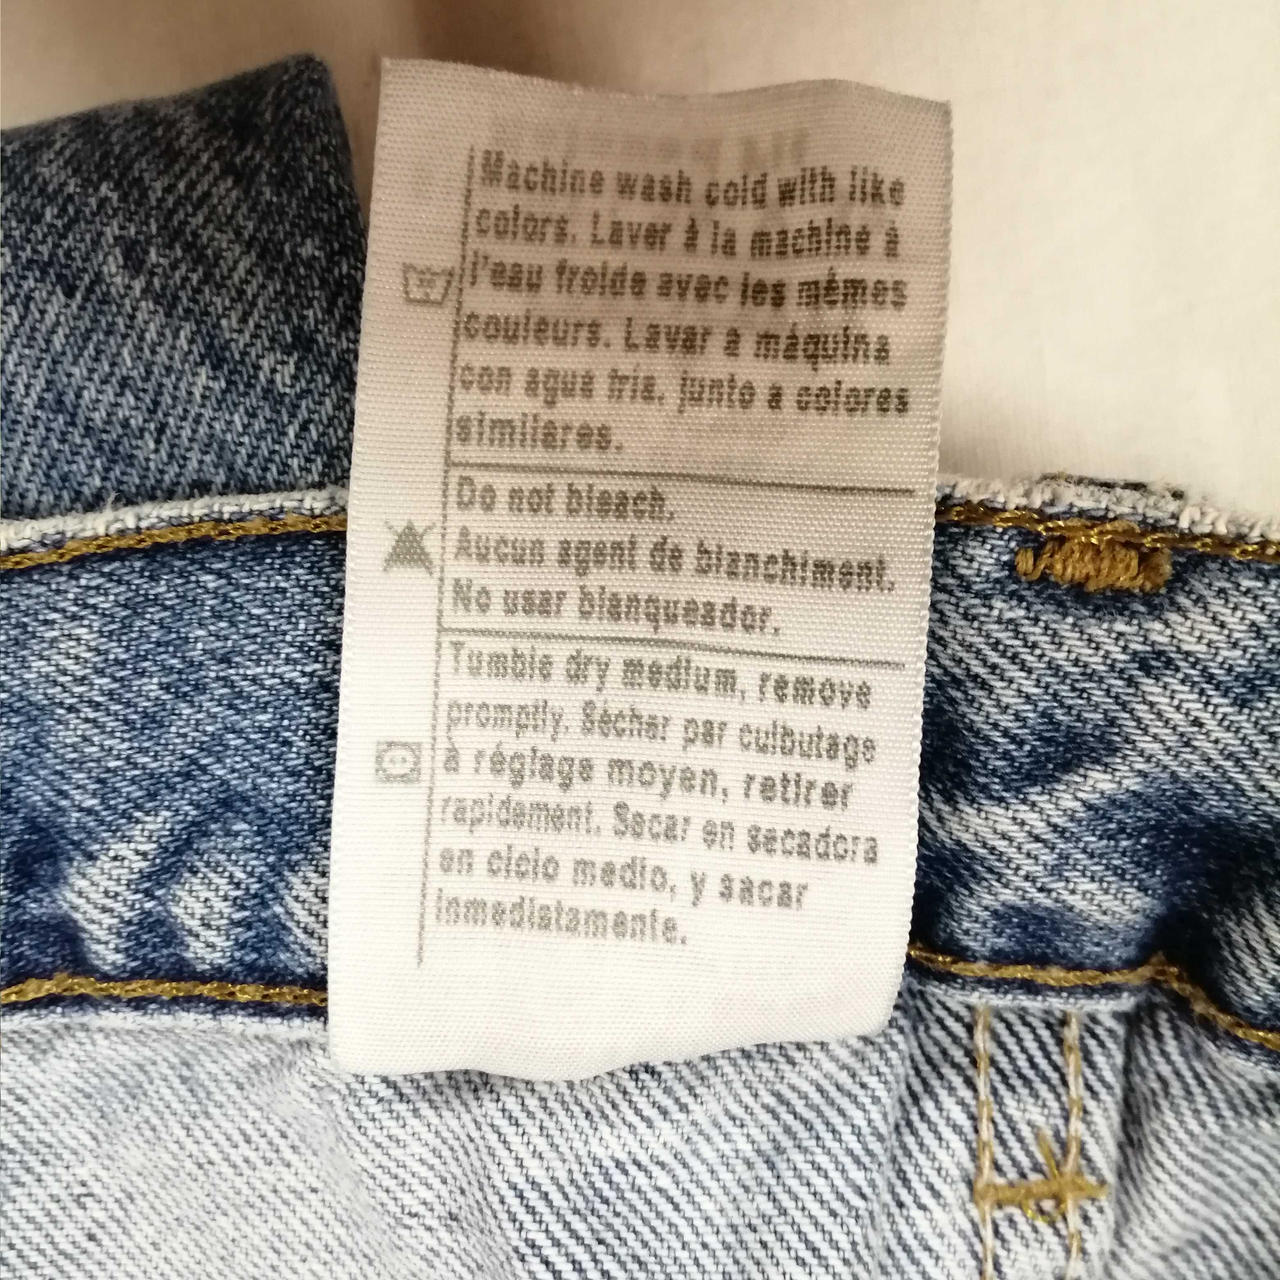 Machine wash cold with like
colors. Laver à la machine à
l'eau froide avec les mêmes
couleurs. Lavar a máquina
con agua fría, junto a colores
similares.
Do not bleach.
Aucun agent de blanchiment.
No usar blanqueador.
Tumble dry medium, remove
promptly. Sécher par culbutage
à réglage moyen, retirer
rapidement. Secar en secadora
en ciclo medio, y sacar
inmediatamente.